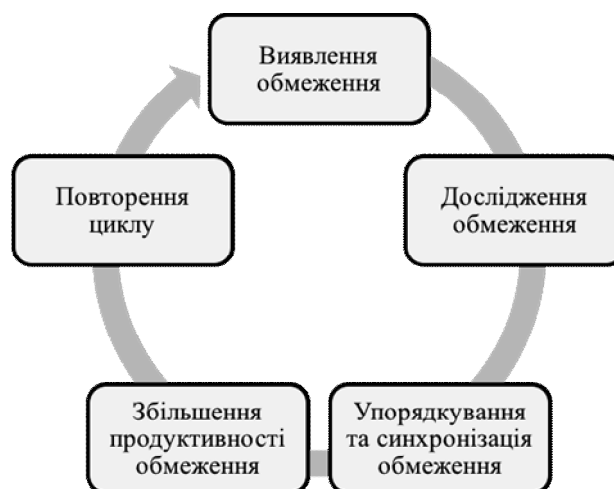 Виявлення
обмеження
Дослідження
обмеження
Упорядкування
та синхронізація
обмеження
Збільшення
продуктивності
обмеження
Повторення
циклу